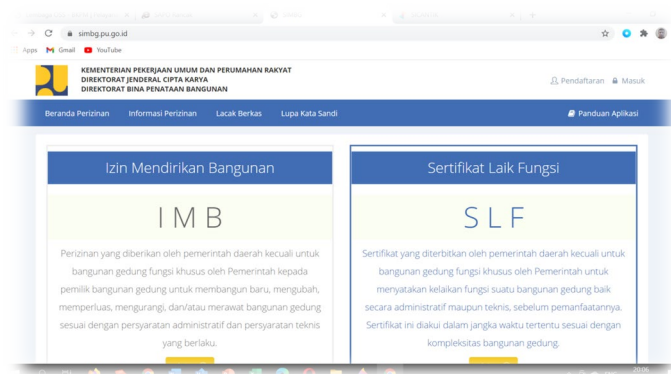 simbg.pu.go.id
Apps Gmail YouTube
KEMENTERIAN PEKERJAAN UMUM DAN PERUMAHAN RAKYAT
DIREKTORAT JENDERAL CIPTA KARYA
DIREKTORAT BINA PENATAAN BANGUNAN
Pendaftaran Masuk
Beranda Perizinan Informasi Perizinan Lacak Berkas Lupa Kata Sandi Panduan Aplikasi
Izin Mendirikan Bangunan
I M B
Perizinan yang diberikan oleh pemerintah daerah kecuali untuk
bangunan gedung fungsi khusus oleh Pemerintah kepada
pemilik bangunan gedung untuk membangun baru, mengubah,
memperluas, mengurangi, dan/atau merawat bangunan gedung
sesuai dengan persyaratan administratif dan persyaratan teknis
yang berlaku.
Sertifikat Laik Fungsi
S L F
Sertifikat yang diterbitkan oleh pemerintah daerah kecuali untuk
bangunan gedung fungsi khusus oleh Pemerintah untuk
menyatakan kelaikan fungsi suatu bangunan gedung baik
secara administratif maupun teknis, sebelum pemanfaatannya.
Sertifikat ini diakui dalam jangka waktu tertentu sesuai dengan
kompleksitas bangunan gedung.
20:06